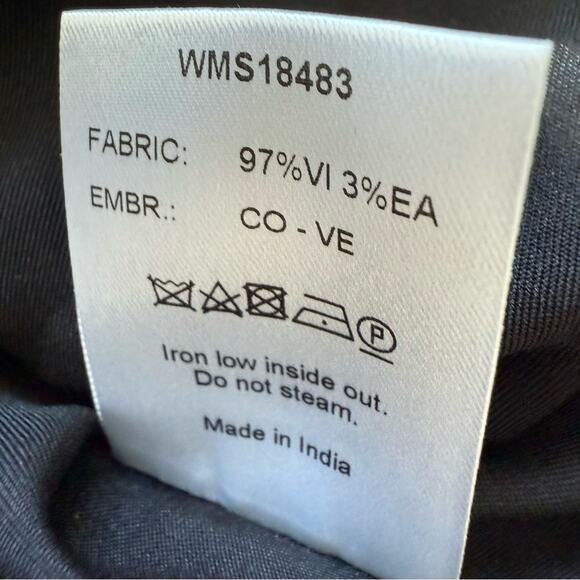 WMS18483
FABRIC: 97%VI 3%EA
EMBR.: CO - VE
P
Iron low inside out.
Do not steam.
Made in India